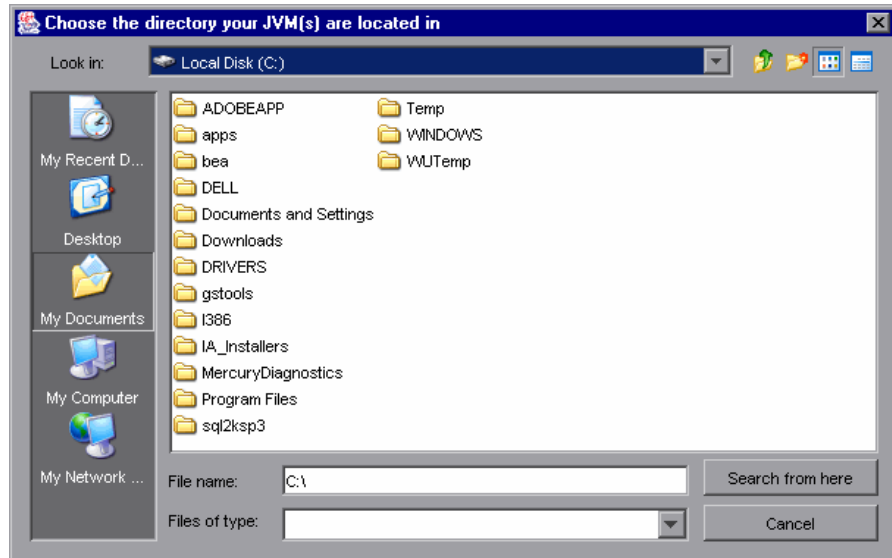 Choose the directory your JVM(s) are located in
Look in: Local Disk (C:)
My Recent D...
Desktop
My Documents
My Computer
My Network ...
ADOBEAPP
apps
bea
DELL
Documents and Settings
Downloads
DRIVERS
gstools
I386
IA_Installers
MercuryDiagnostics
Program Files
sql2ksp3
Temp
WINDOWS
WUTemp
File name: C:\
Search from here
Files of type:
Cancel